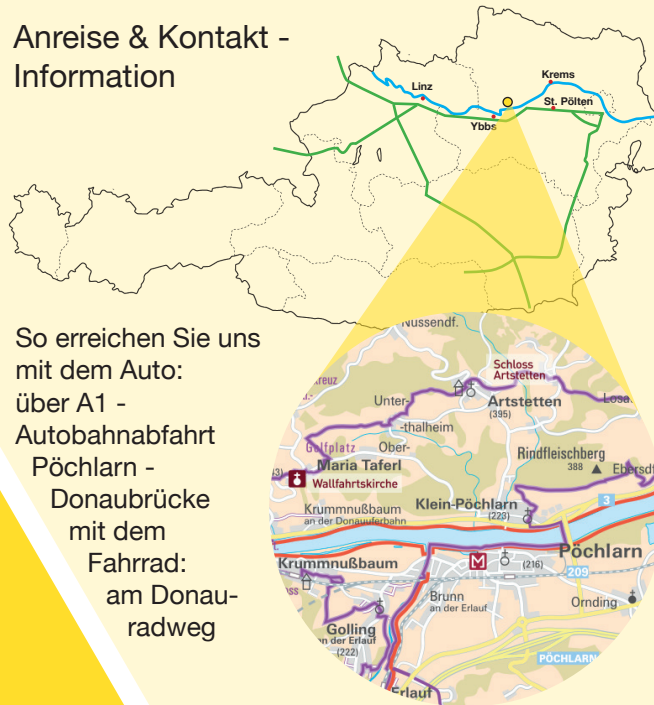 Anreise & Kontakt -
Information
Linz
Krems
St. Pölten
Ybbs
So erreichen Sie uns
mit dem Auto:
über A1 -
Autobahnabfahrt
Pöchlarn -
Donaubrücke
mit dem
Fahrrad:
am Donau-
radweg
Nussendf.
Schloss
Artstetten
Unter-
Artstetten
(395)
Losa.
-thalheim
Golfplatz
Ober-
Rindfleischberg
388
Ebersdf
Maria Taferl
Wallfahrtskirche
Klein-Pöchlarn
(223)
3
Krummnußbaum
an der Donauuferbahn
Pöchlarn
M
(216)
209
Krummnußbaum
Brunn
an der Erlauf
Ornding
Golling
an der Erlauf
(222)
PÖCHLARN
Erlauf